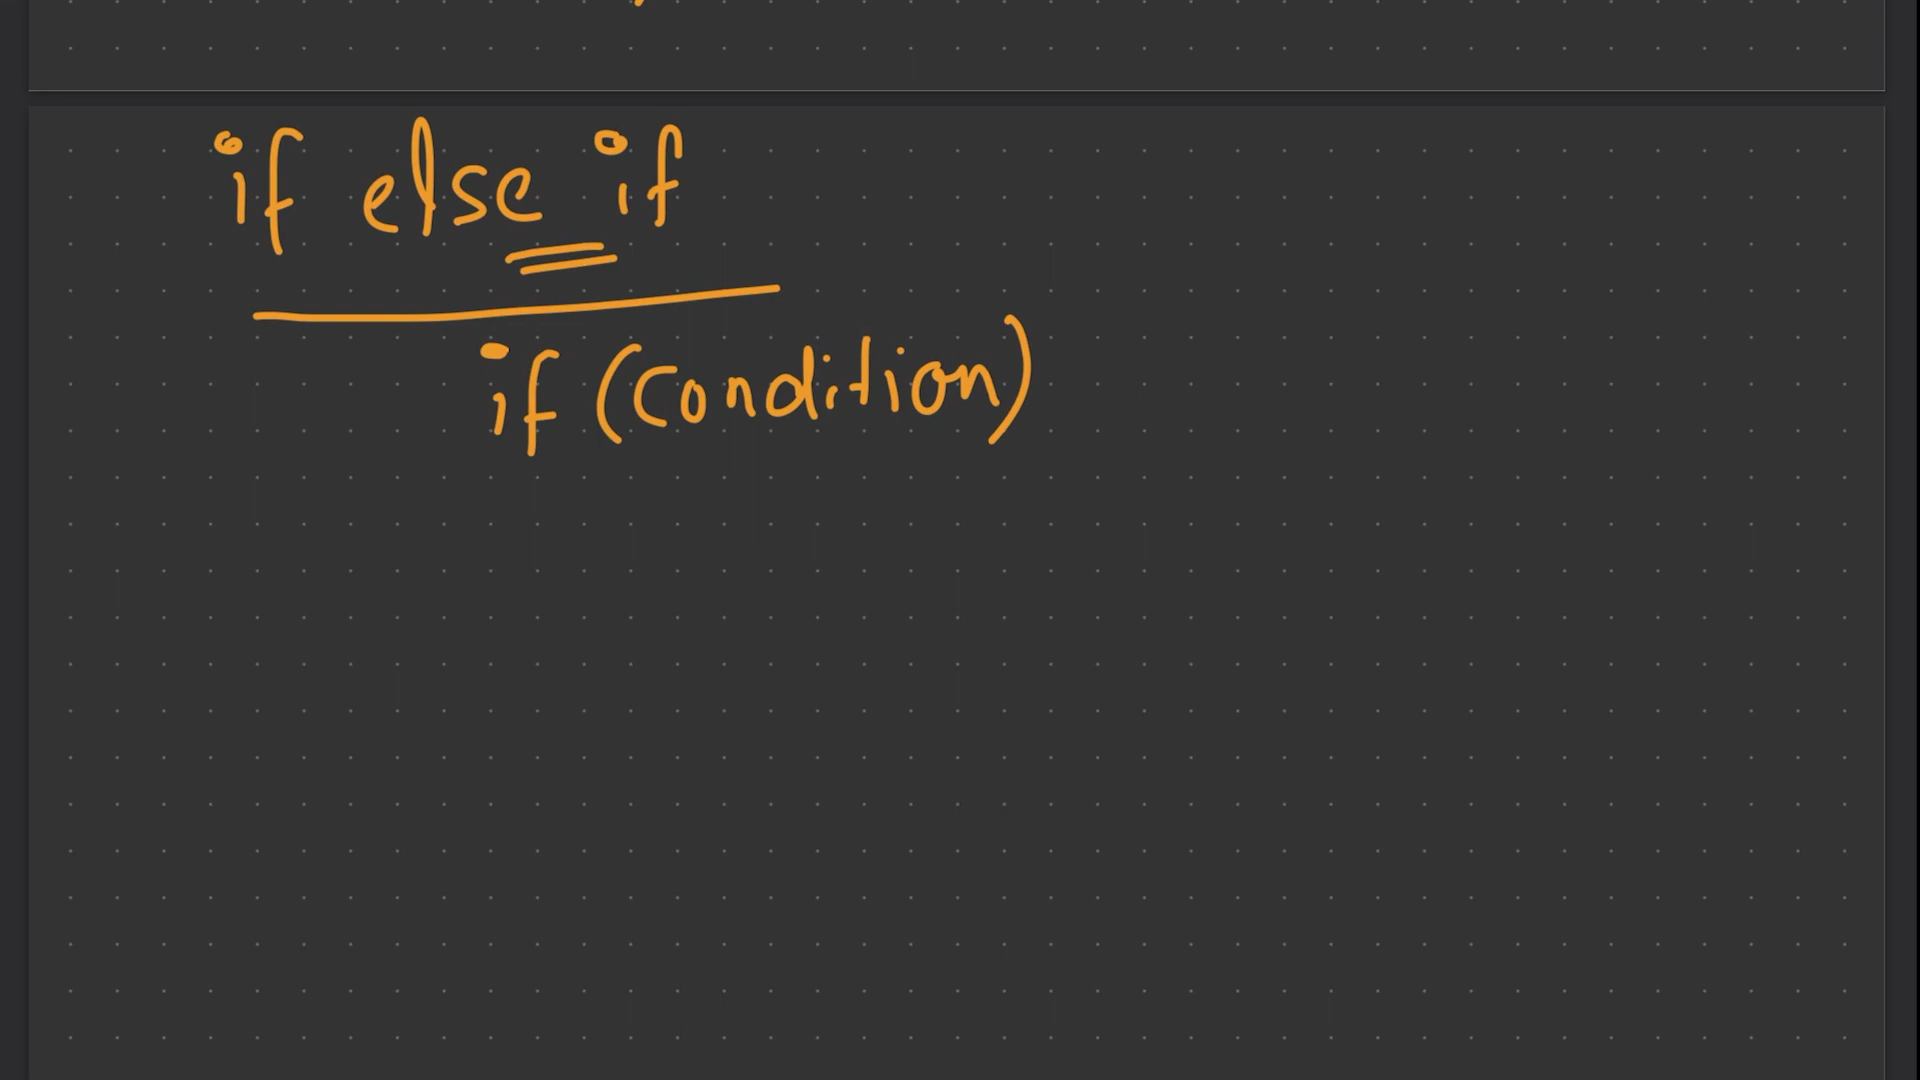 if else if
if (condition)